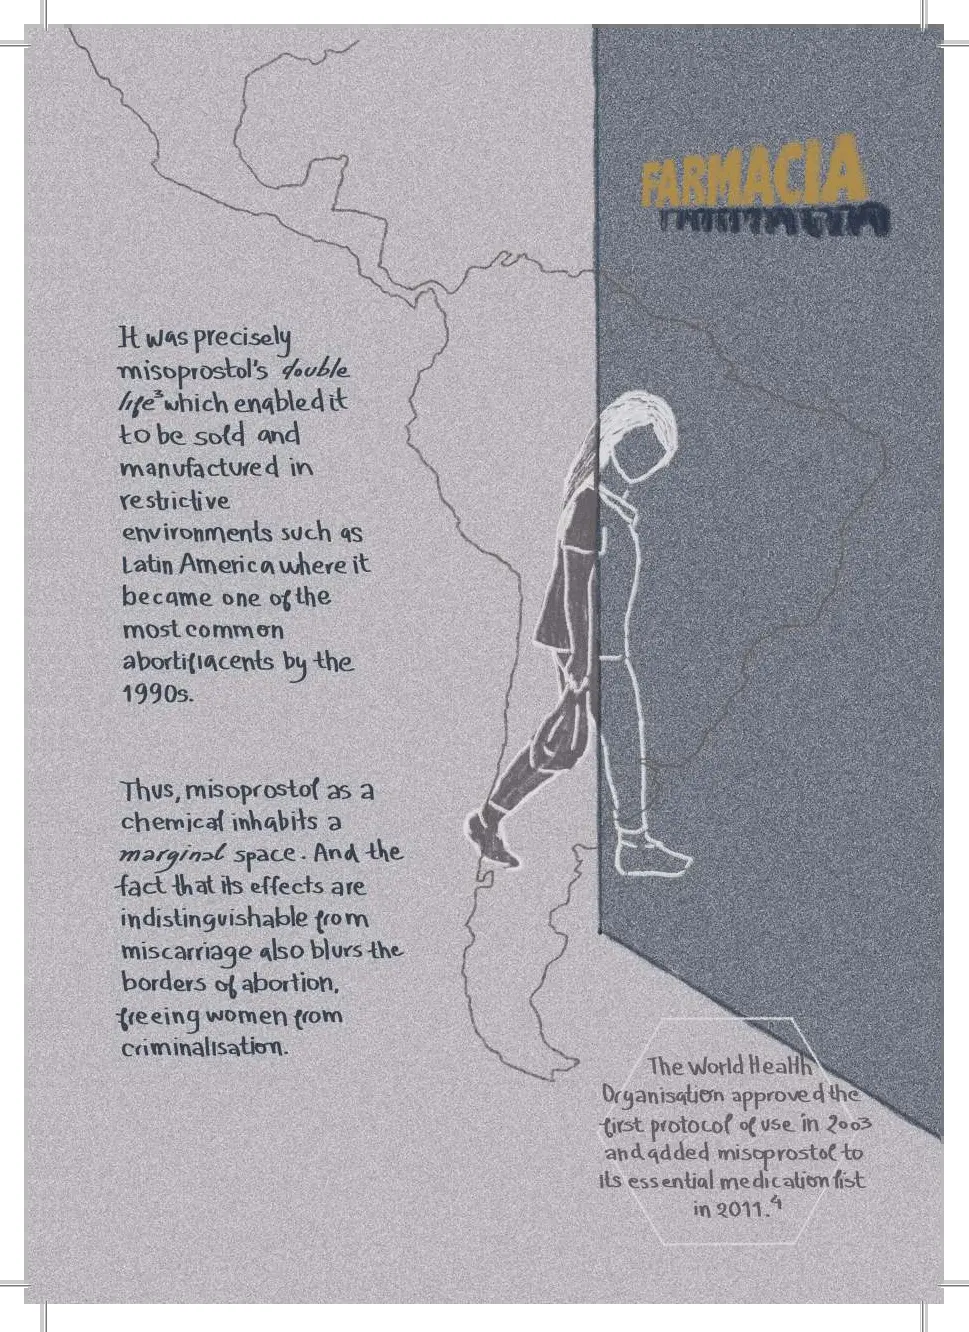 FARMACIA
It was precisely
misoprostol's double
life³ which enabled it
to be sold and
manufactured in
restrictive
environments such as
Latin America where it
became one of the
most common
abortifiacents by the
1990s.
Thus, misoprostol as a
chemical inhabits a
marginal space. And the
fact that its effects are
indistinguishable from
miscarriage also blurs the
borders of abortion,
freeing women from
criminalisation.
The World Health
Organisation approved the
first protocol of use in 2003
and added misoprostol to
its essential medication list
in 2011.⁴